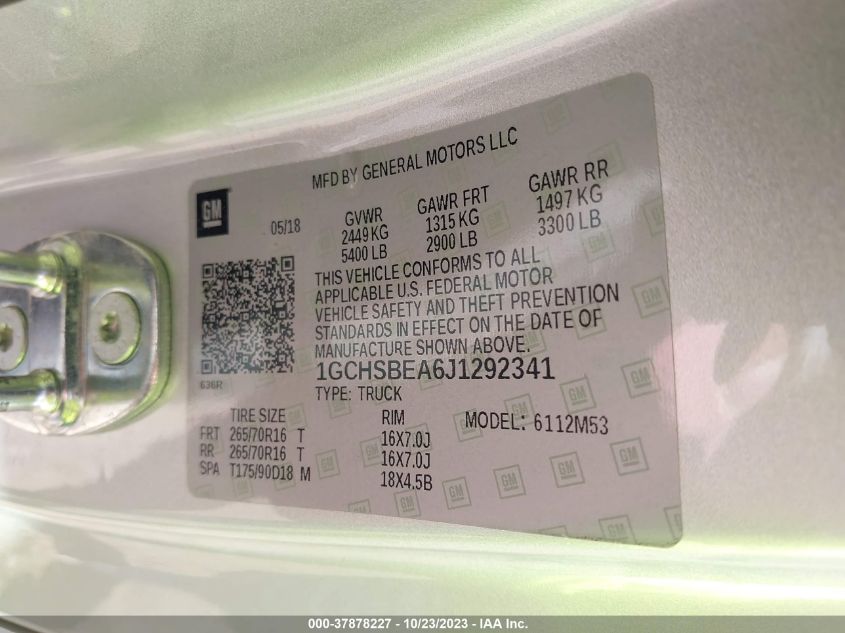 MFD BY GENERAL MOTORS LLC
GM
05/18
GVWR GAWR FRT GAWR RR
2449 KG 1315 KG 1497 KG
5400 LB 2900 LB 3300 LB
THIS VEHICLE CONFORMS TO ALL
APPLICABLE U.S. FEDERAL MOTOR
VEHICLE SAFETY AND THEFT PREVENTION
STANDARDS IN EFFECT ON THE DATE OF
MANUFACTURE SHOWN ABOVE.
636R
1GCHSBEA6J1292341
TYPE: TRUCK
TIRE SIZE RIM MODEL: 6112M53
FRT 265/70R16 T 16X7.0J
RR 265/70R16 T 16X7.0J
SPA T175/90D18 M 18X4.5B
000-37878227 - 10/23/2023 - IAA Inc.